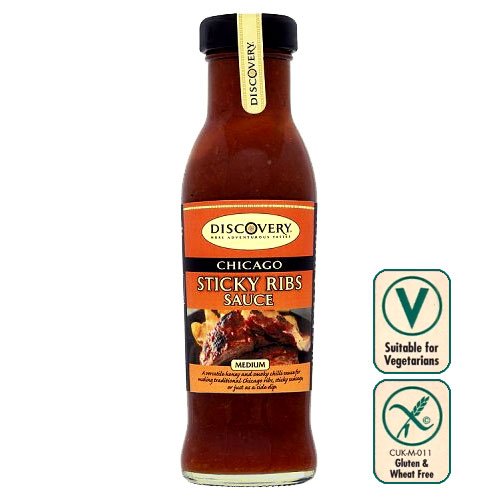 DISCOVERY
DISCOVERY
MORE ADVENTUROUS TASTES
CHICAGO
STICKY RIBS
SAUCE
MEDIUM
A versatile honey and smoky chilli sauce for
making traditional Chicago ribs, sticky sausages
or just as a side dip.
V
Suitable for
Vegetarians
CUK-M-011
Gluten &
Wheat Free